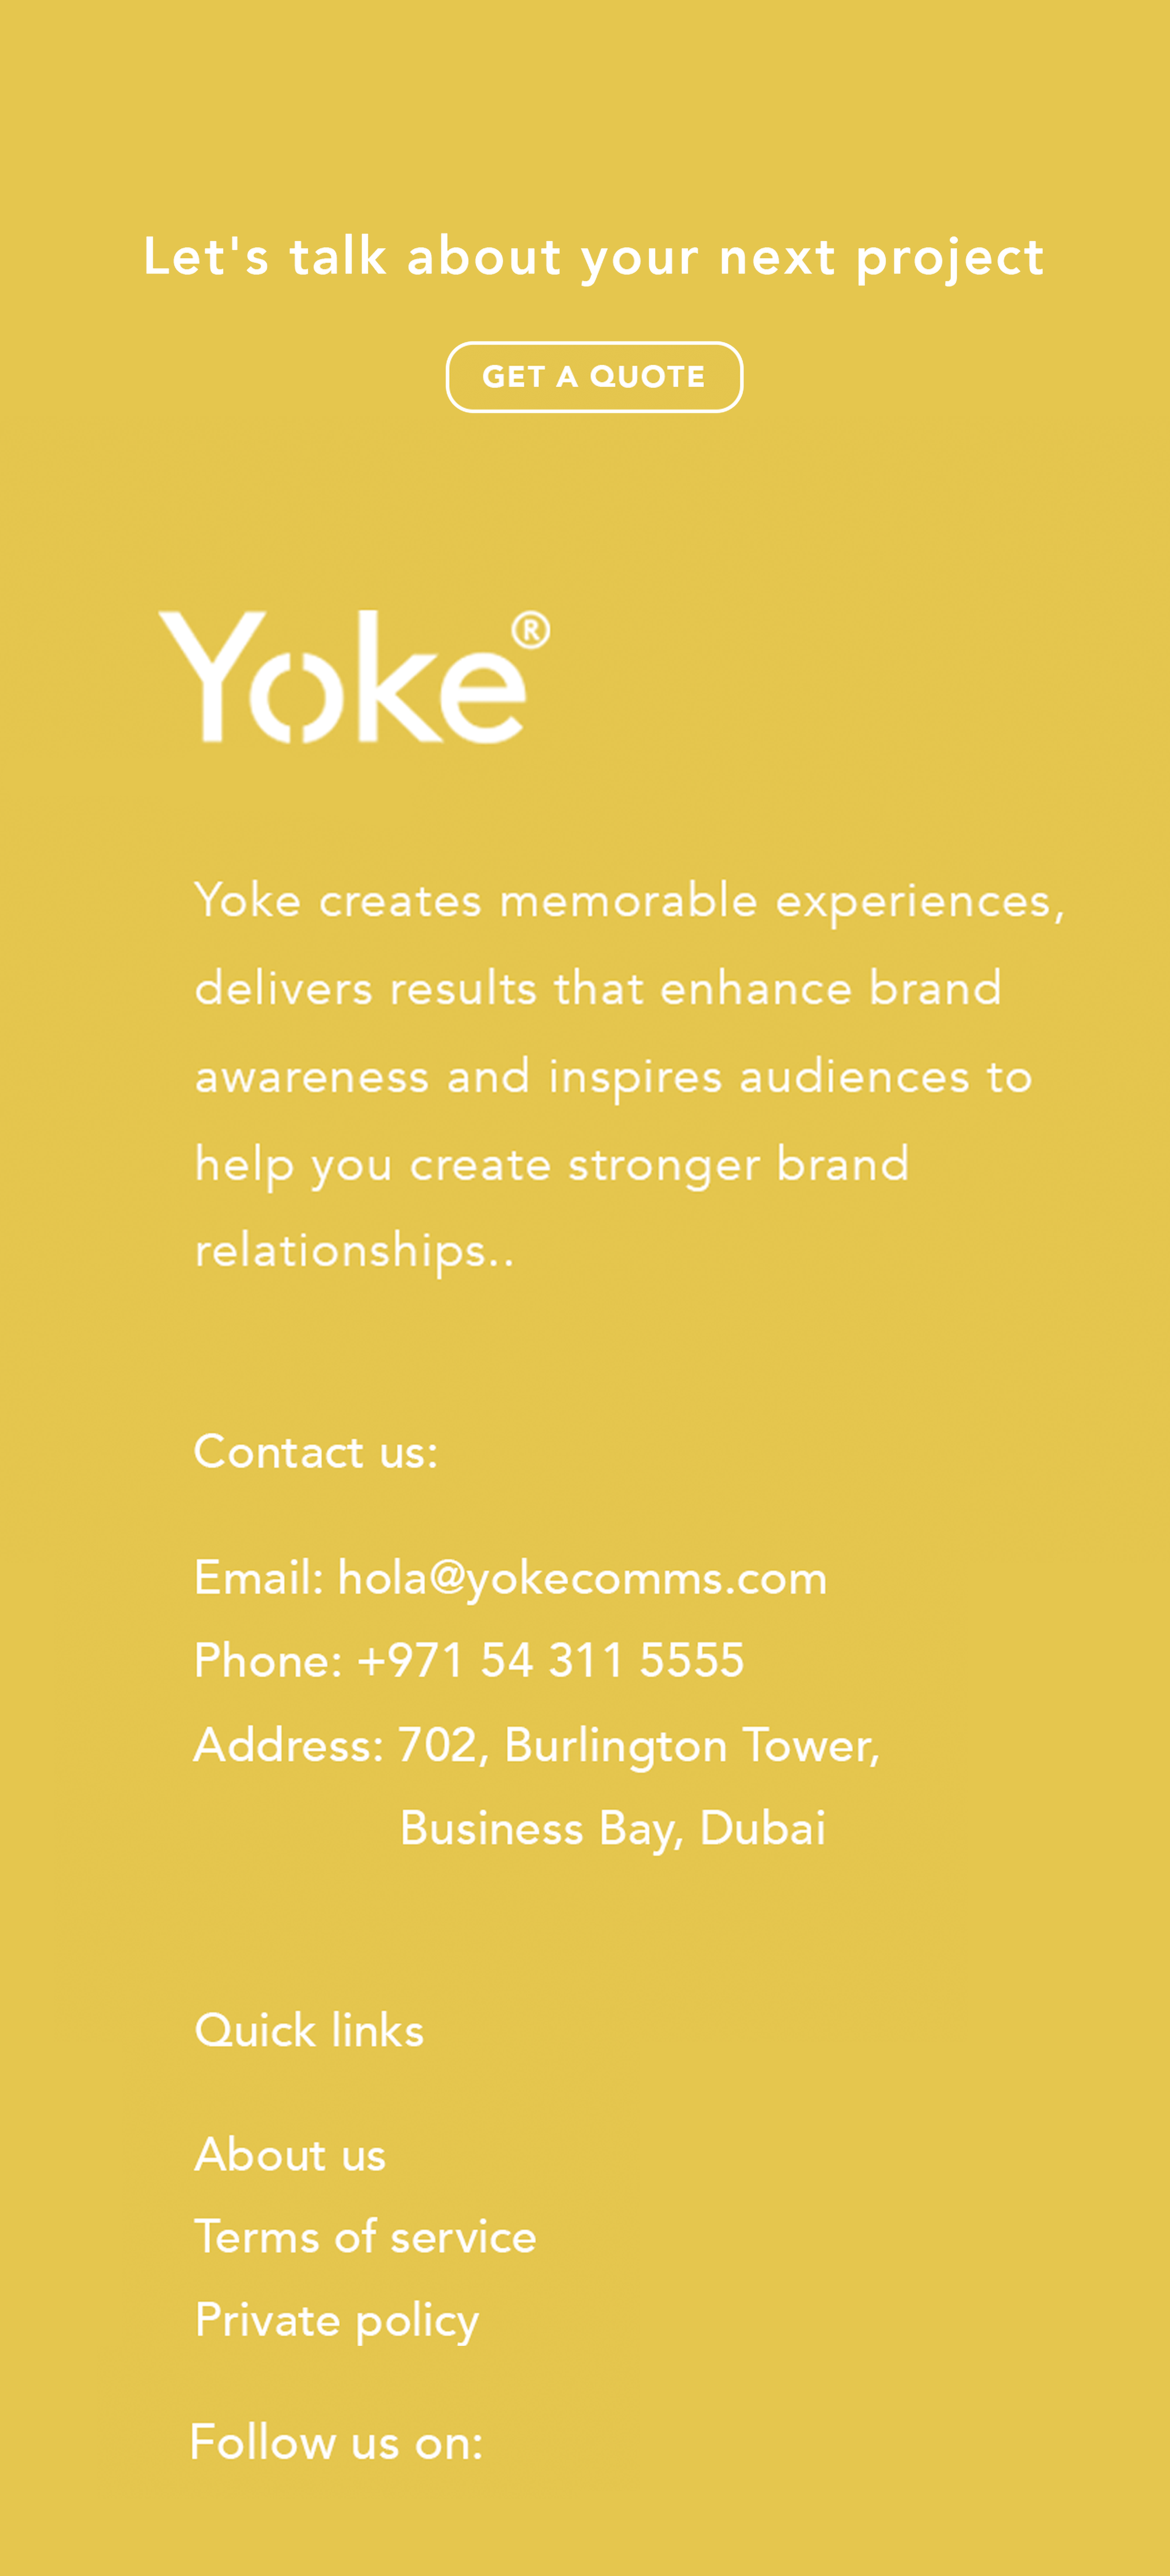 Let's talk about your next project
GET A QUOTE
Yoke®
Yoke creates memorable experiences,
delivers results that enhance brand
awareness and inspires audiences to
help you create stronger brand
relationships..
Contact us:
Email: hola@yokecomms.com
Phone: +971 54 311 5555
Address: 702, Burlington Tower,
Business Bay, Dubai
Quick links
About us
Terms of service
Private policy
Follow us on: